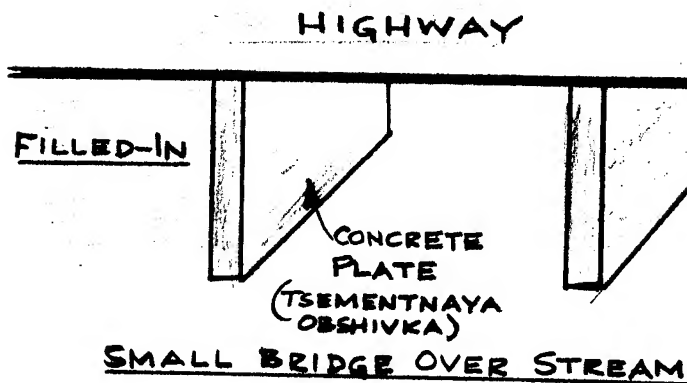 HIGHWAY
FILLED-IN
CONCRETE
PLATE
(TSEMENTNAYA
OBSHIVKA)
SMALL BRIDGE OVER STREAM